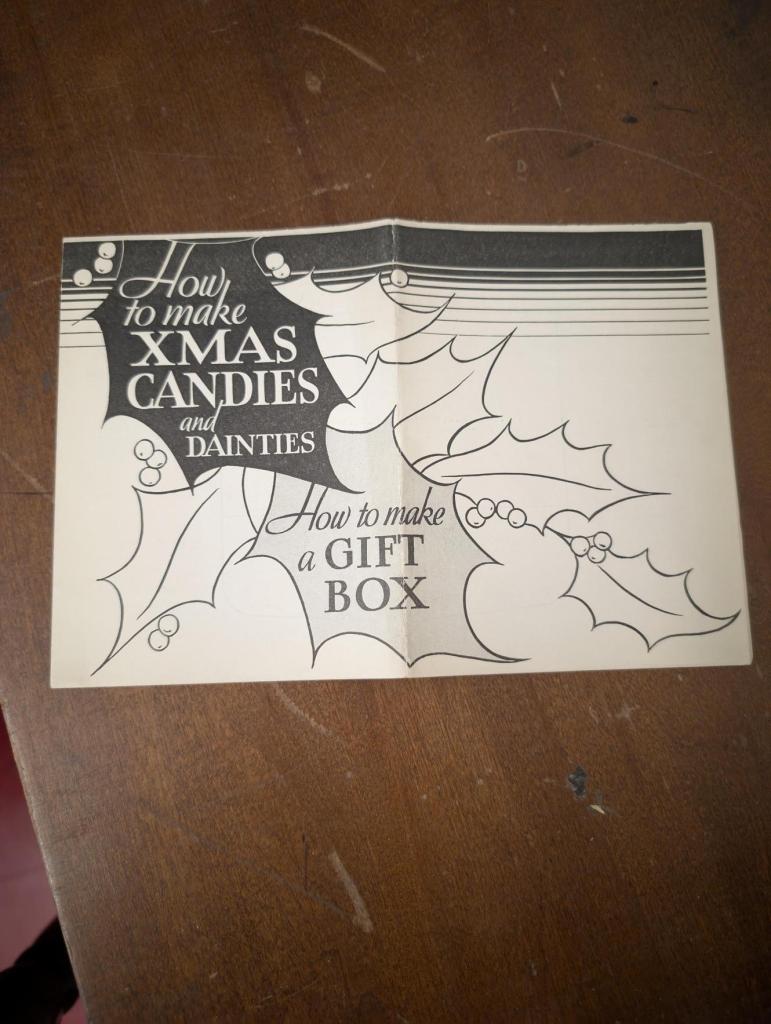 How
to make
XMAS
CANDIES
and
DAINTIES
How to make
a GIFT
BOX